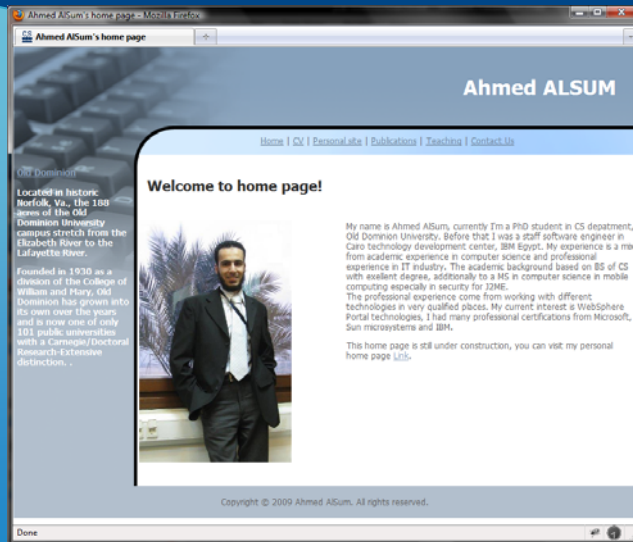 Ahmed AlSum's home page - Mozilla Firefox
CS Ahmed AlSum's home page
Ahmed ALSUM
Home | CV | Personal site | Publications | Teaching | Contact Us
Old Dominion
Located in historic
Norfolk, Va., the 188
acres of the Old
Dominion University
campus stretch from the
Elizabeth River to the
Lafayette River.
Founded in 1930 as a
division of the College of
William and Mary, Old
Dominion has grown into
its own over the years
and is now one of only
101 public universities
with a Carnegie/Doctoral
Research-Extensive
distinction. .
Welcome to home page!
My name is Ahmed AlSum, currently I'm a PhD student in CS depatment,
Old Dominion University. Before that I was a staff software engineer in
Cairo technology development center, IBM Egypt. My experience is a mix
from academic experience in computer science and professional
experience in IT industry. The academic background based on BS of CS
with exellent degree, additionally to a MS in computer science in mobile
computing especially in security for J2ME.
The professional experience come from working with different
technologies in very qualified places. My current interest is WebSphere
Portal technologies, I had many professional certifications from Microsoft,
Sun microsystems and IBM.
This home page is still under construction, you can visit my personal
home page Link.
Copyright © 2009 Ahmed AlSum. All rights reserved.
Done